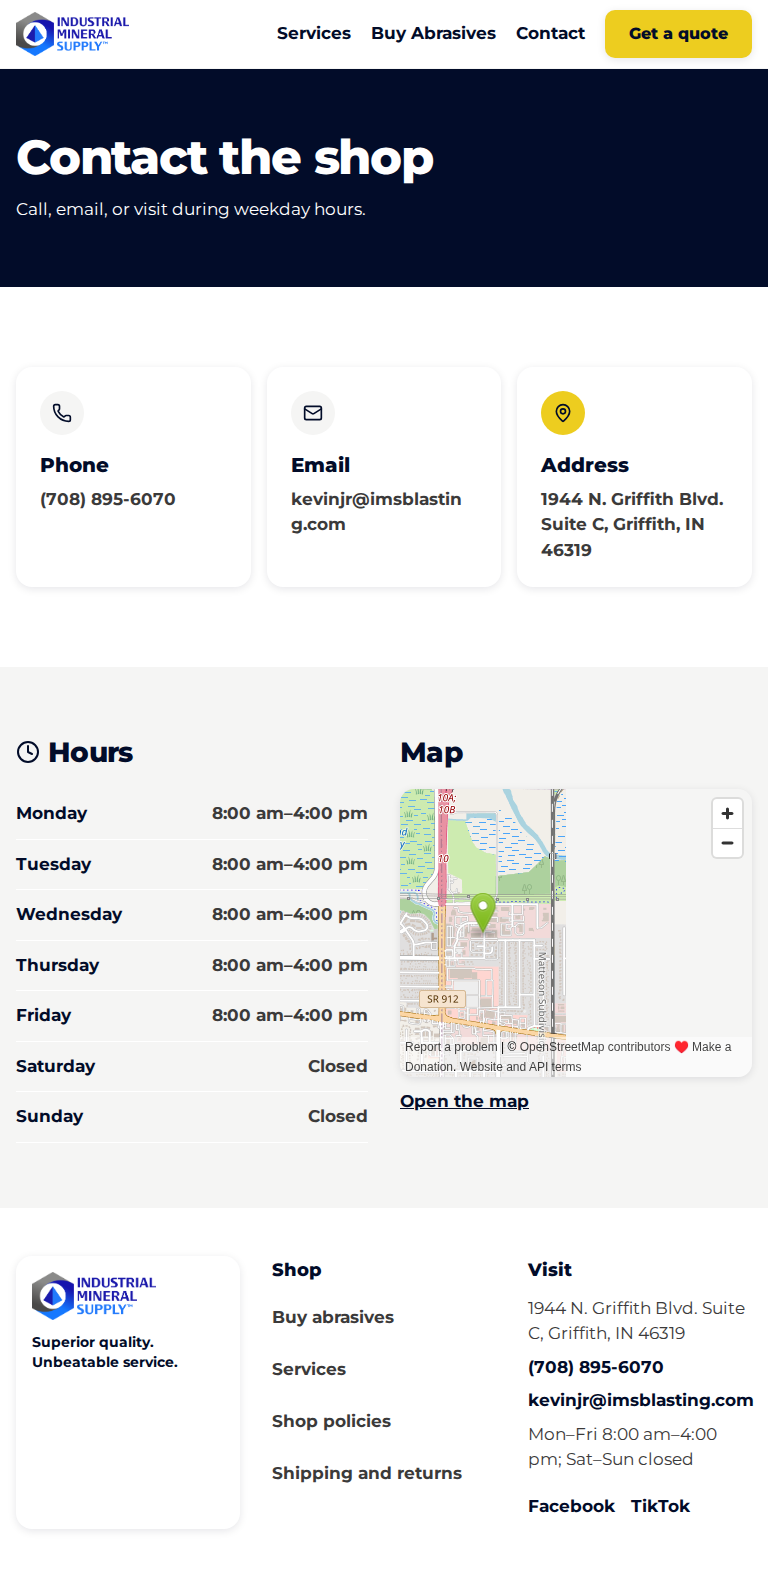 INDUSTRIAL
MINERAL
SUPPLY™
Services Buy Abrasives Contact Get a quote
Contact the shop
Call, email, or visit during weekday hours.
Phone
(708) 895-6070
Email
kevinjr@imsblastin
g.com
Address
1944 N. Griffith Blvd.
Suite C, Griffith, IN
46319
Hours
Monday 8:00 am–4:00 pm
Tuesday 8:00 am–4:00 pm
Wednesday 8:00 am–4:00 pm
Thursday 8:00 am–4:00 pm
Friday 8:00 am–4:00 pm
Saturday Closed
Sunday Closed
Map
10A;
10B
10
SR 912
+
−
Report a problem | © OpenStreetMap contributors ♥ Make a
Donation. Website and API terms
Open the map
INDUSTRIAL
MINERAL
SUPPLY™
Superior quality.
Unbeatable service.
Shop
Buy abrasives
Services
Shop policies
Shipping and returns
Visit
1944 N. Griffith Blvd. Suite
C, Griffith, IN 46319
(708) 895-6070
kevinjr@imsblasting.com
Mon–Fri 8:00 am–4:00
pm; Sat–Sun closed
Facebook TikTok